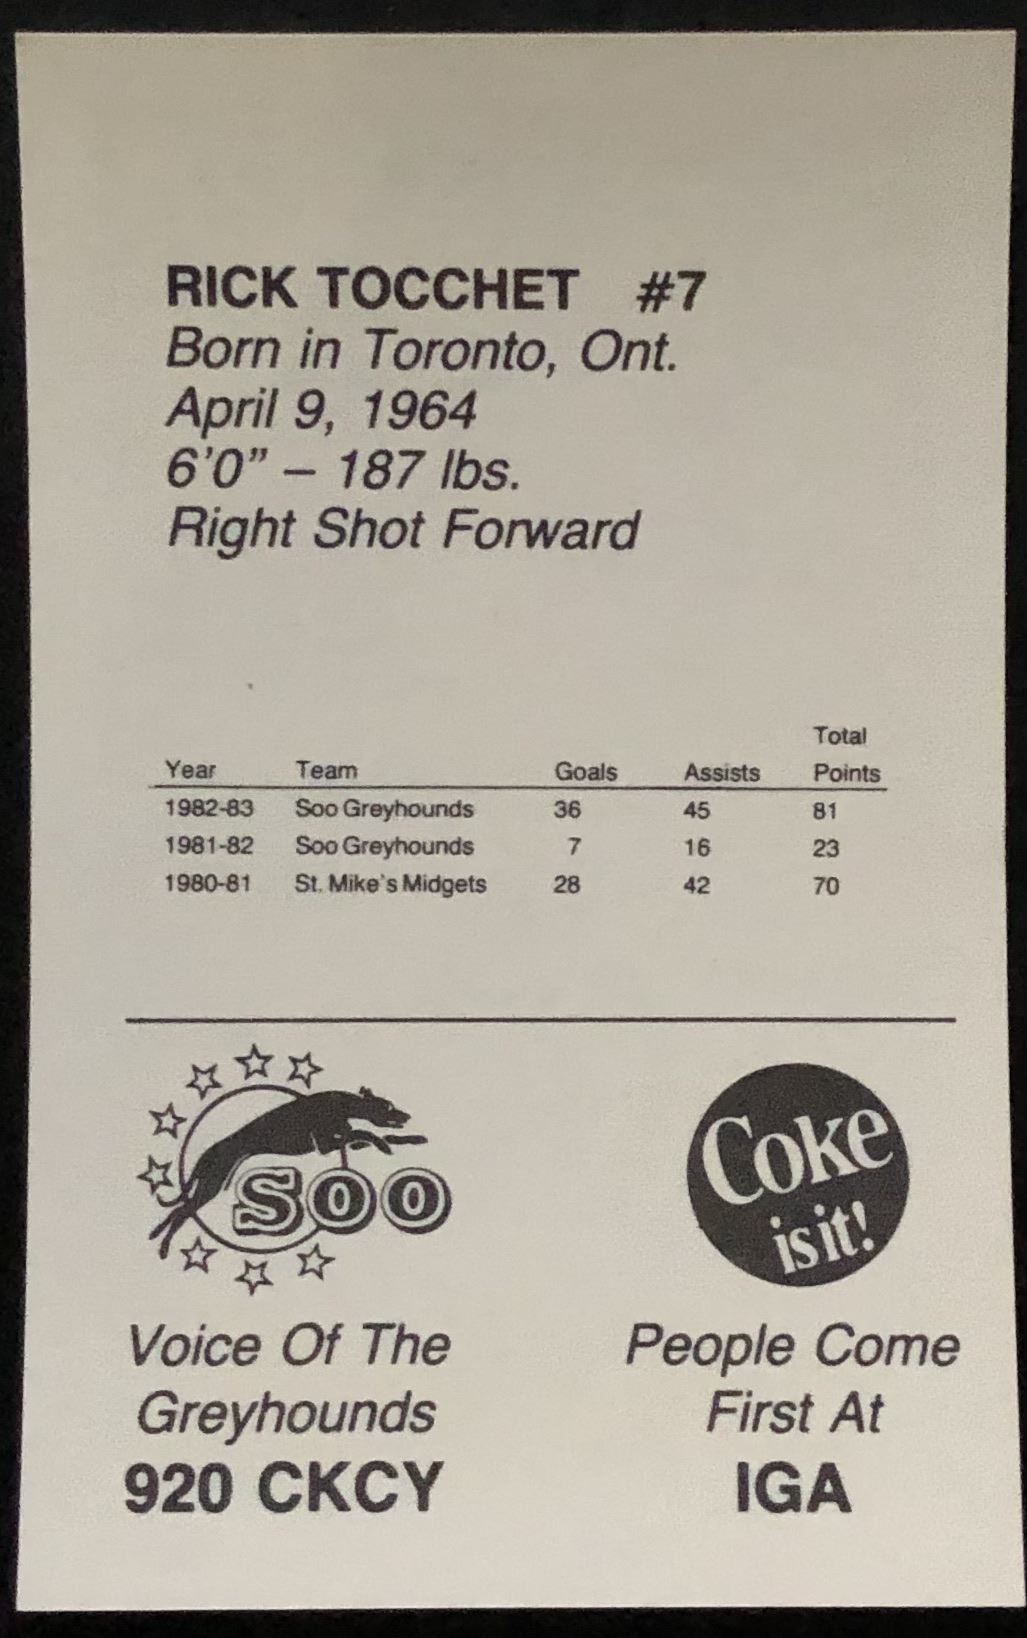 RICK TOCCHET #7
Born in Toronto, Ont.
April 9, 1964
6'0" – 187 lbs.
Right Shot Forward
Year Team Goals Assists Total Points
1982-83 Soo Greyhounds 36 45 81
1981-82 Soo Greyhounds 7 16 23
1980-81 St. Mike's Midgets 28 42 70
Soo
Voice Of The
Greyhounds
920 CKCY
Coke
is it!
People Come
First At
IGA